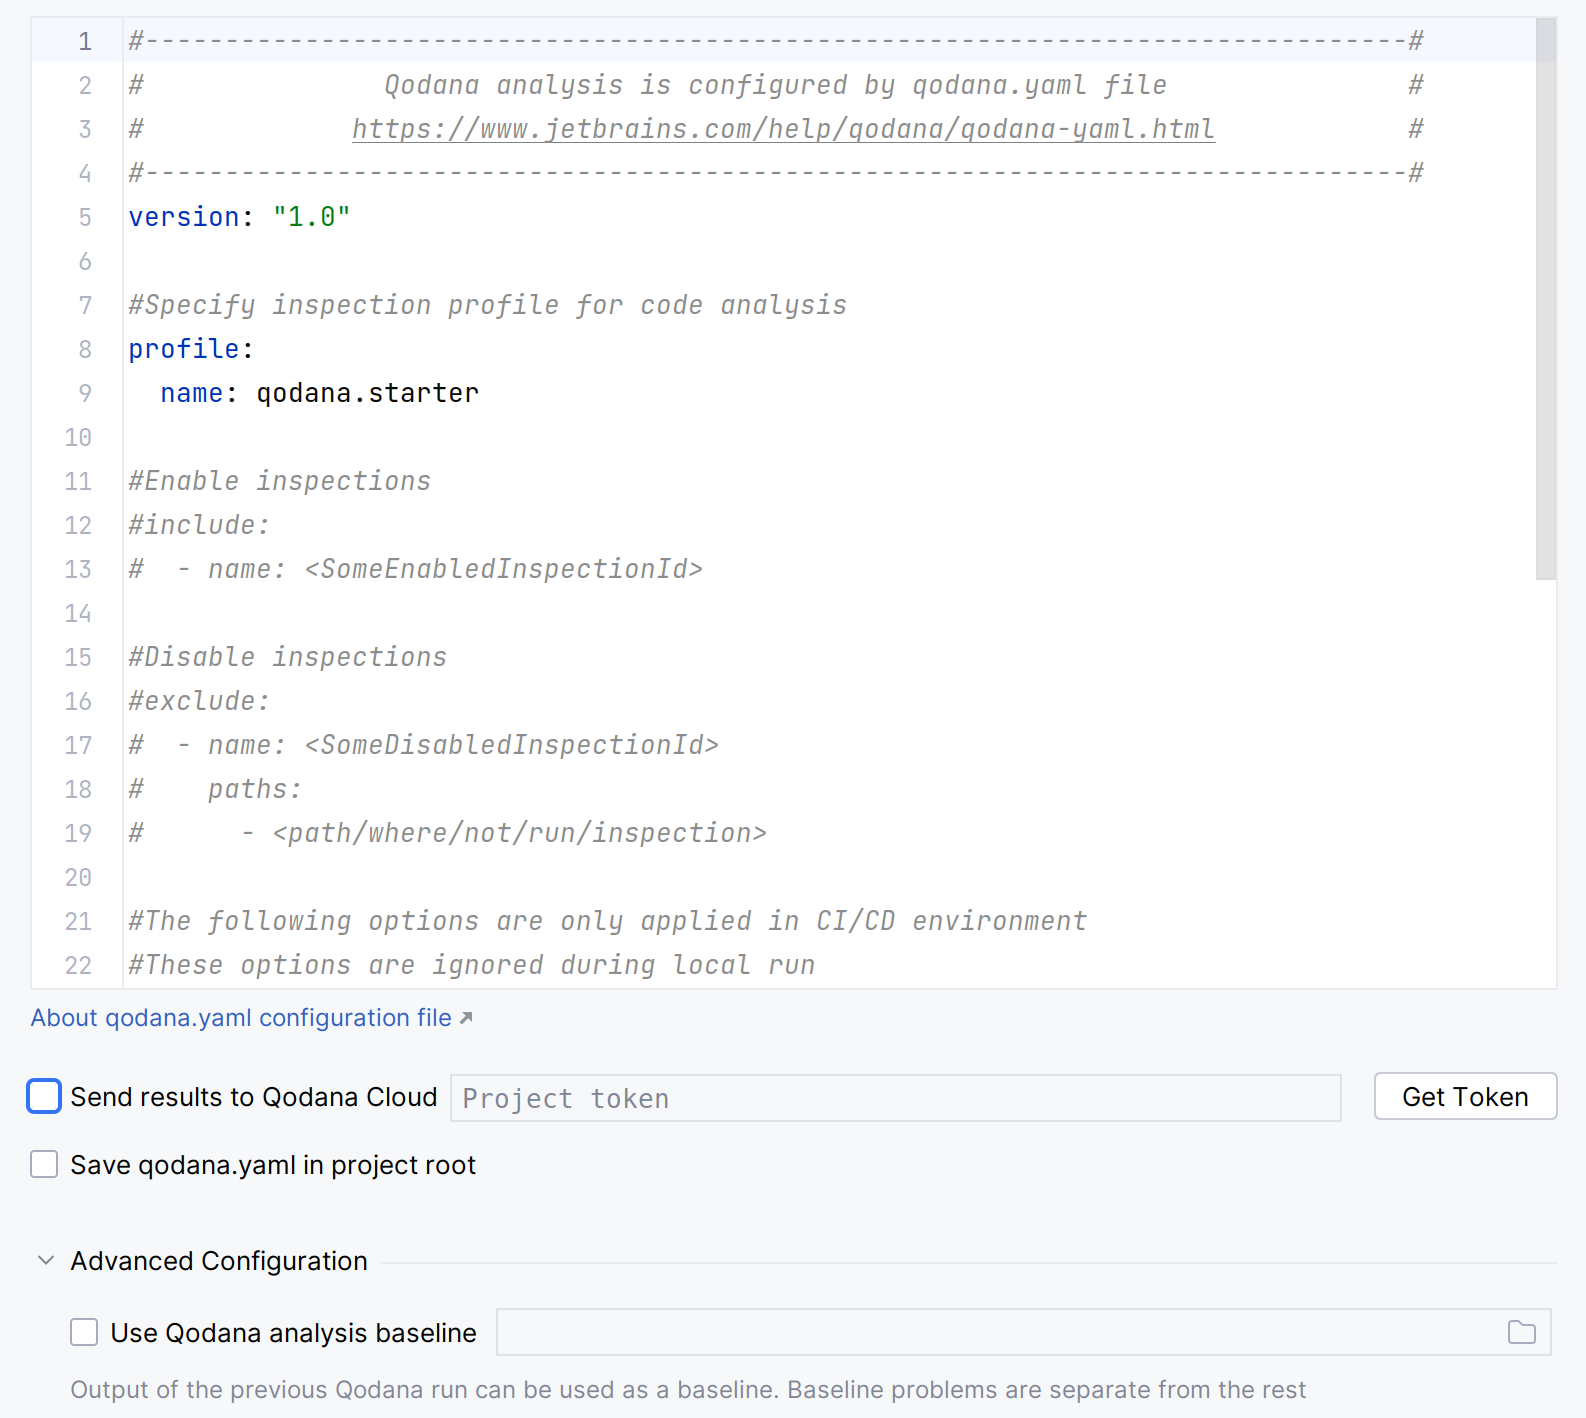 1 #-------------------------------------------------------------------------------#
2 #               Qodana analysis is configured by qodana.yaml file               #
3 #             https://www.jetbrains.com/help/qodana/qodana-yaml.html            #
4 #-------------------------------------------------------------------------------#
5 version: "1.0"
6
7 #Specify inspection profile for code analysis
8 profile:
9   name: qodana.starter
10
11 #Enable inspections
12 #include:
13 #  - name: <SomeEnabledInspectionId>
14
15 #Disable inspections
16 #exclude:
17 #  - name: <SomeDisabledInspectionId>
18 #    paths:
19 #      - <path/where/not/run/inspection>
20
21 #The following options are only applied in CI/CD environment
22 #These options are ignored during local run
About qodana.yaml configuration file
Send results to Qodana Cloud Project token Get Token
Save qodana.yaml in project root
Advanced Configuration
Use Qodana analysis baseline
Output of the previous Qodana run can be used as a baseline. Baseline problems are separate from the rest